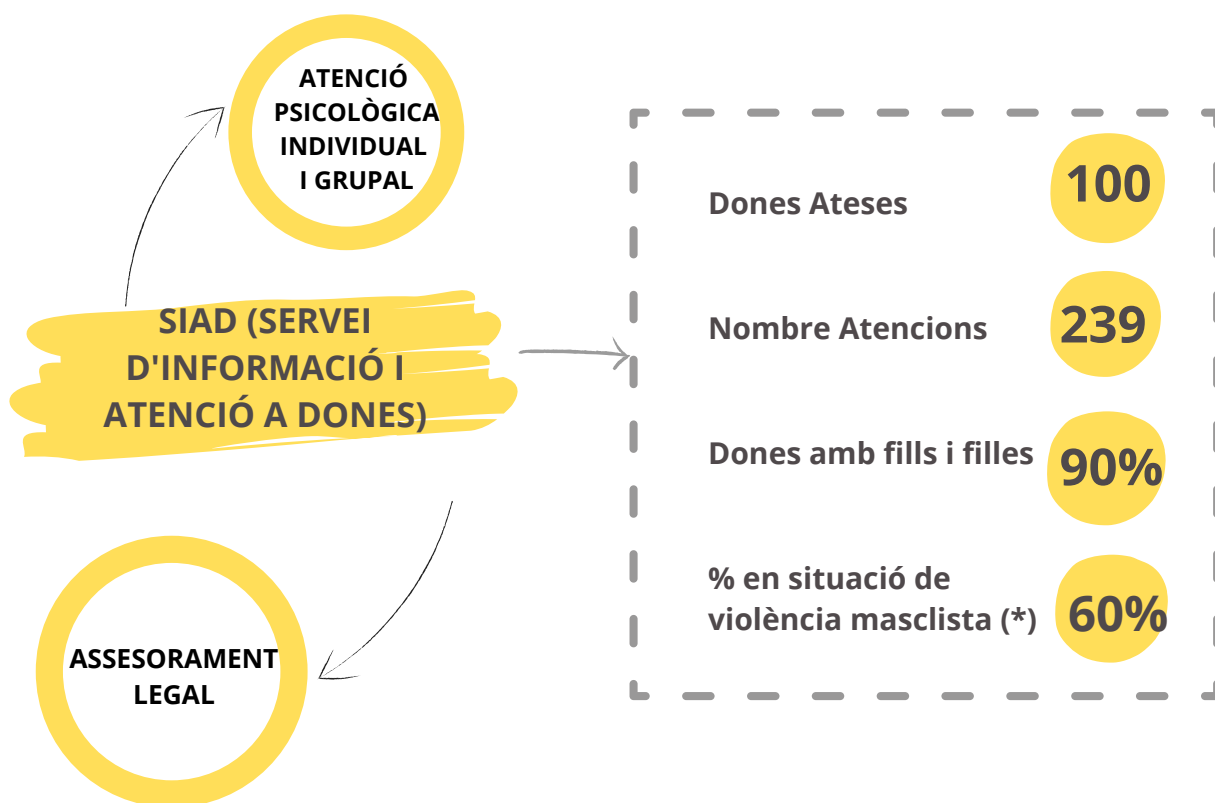 ATENCIÓ
PSICOLÒGICA
INDIVIDUAL
I GRUPAL
SIAD (SERVEI
D'INFORMACIÓ I
ATENCIÓ A DONES)
ASSESORAMENT
LEGAL
Dones Ateses
100
Nombre Atencions
239
Dones amb fills i filles
90%
% en situació de
violència masclista (*)
60%